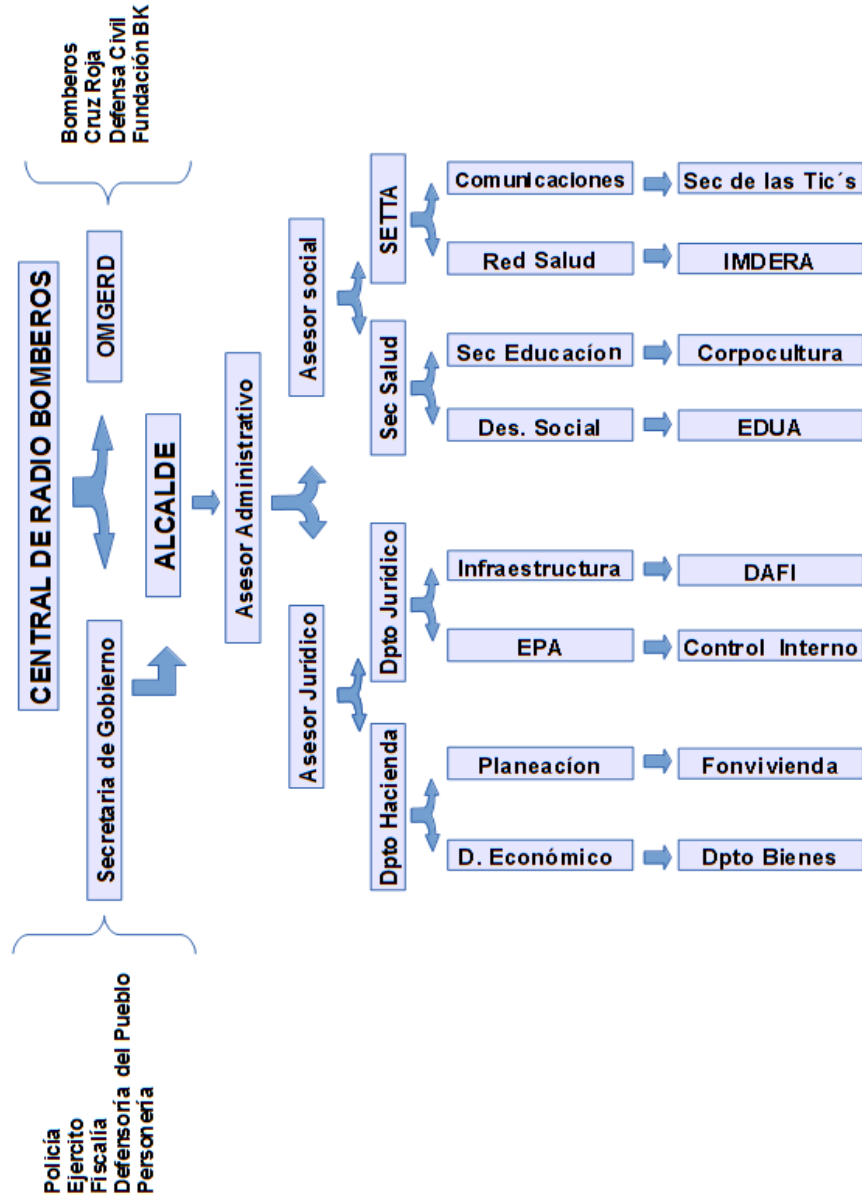 CENTRAL DE RADIO BOMBEROS
Policía
Ejercito
Fiscalía
Defensoría del Pueblo
Personería
Secretaria de Gobierno
OMGERD
Bomberos
Cruz Roja
Defensa Civil
Fundación BK
ALCALDE
Asesor Administrativo
Asesor Jurídico
Asesor social
Dpto Hacienda
Dpto Jurídico
Sec Salud
SETTA
D. Económico
Planeacíon
EPA
Infraestructura
Des. Social
Sec Educacíon
Red Salud
Comunicaciones
Dpto Bienes
Fonvivienda
Control Interno
DAFI
EDUA
Corpocultura
IMDERA
Sec de las Tic´s